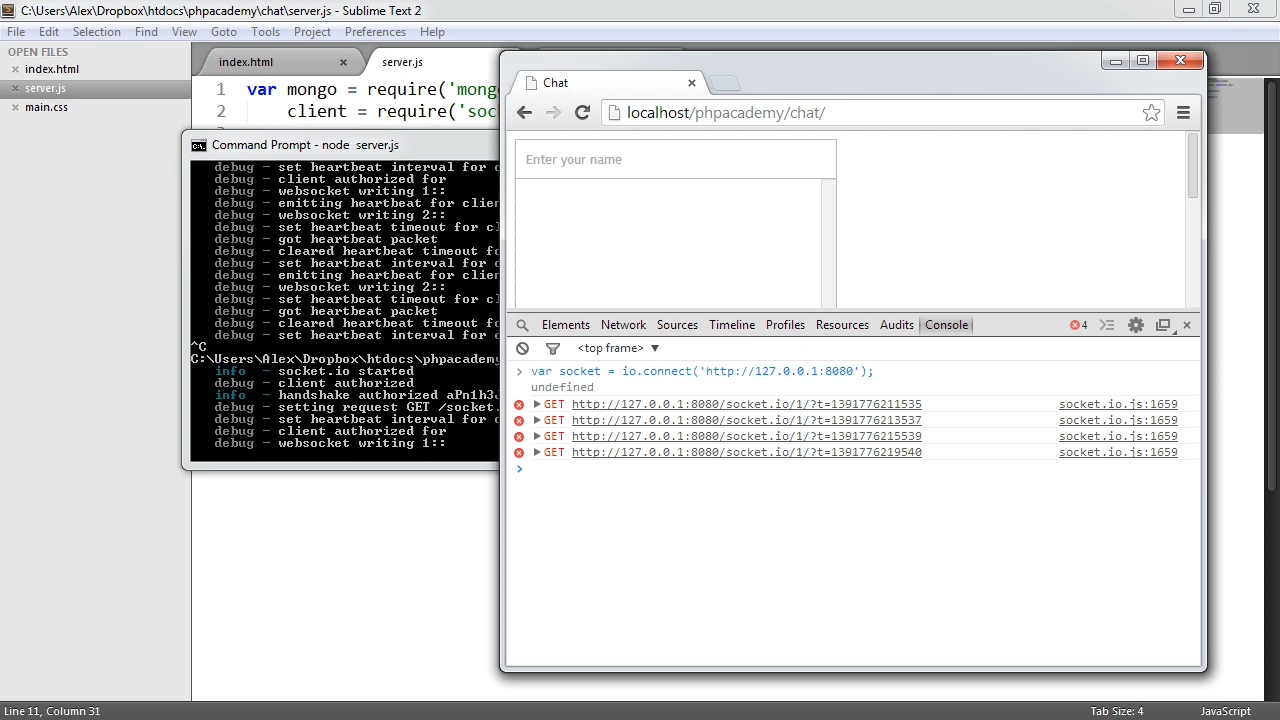 C:\Users\Alex\Dropbox\htdocs\phpacademy\chat\server.js - Sublime Text 2
File Edit Selection Find View Goto Tools Project Preferences Help
OPEN FILES
index.html
server.js
main.css
index.html
server.js
1 var mongo = require('mong
2 client = require('soc
Command Prompt - node server.js
debug - set heartbeat interval for c
debug - client authorized for
debug - websocket writing 1::
debug - emitting heartbeat for clien
debug - websocket writing 2::
debug - set heartbeat timeout for cl
debug - got heartbeat packet
debug - cleared heartbeat timeout fo
debug - set heartbeat interval for c
debug - emitting heartbeat for clien
debug - websocket writing 2::
debug - set heartbeat timeout for cl
debug - got heartbeat packet
debug - cleared heartbeat timeout fo
debug - set heartbeat interval for c
^C
C:\Users\Alex\Dropbox\htdocs\phpacademy
info - socket.io started
debug - client authorized
info - handshake authorized aPn1h3J
debug - setting request GET /socket.
debug - set heartbeat interval for c
debug - client authorized for
debug - websocket writing 1::
Chat
localhost/phpacademy/chat/
Enter your name
Elements Network Sources Timeline Profiles Resources Audits Console 4
<top frame>
var socket = io.connect('http://127.0.0.1:8080');
undefined
GET http://127.0.0.1:8080/socket.io/1/?t=1391776211535 socket.io.js:1659
GET http://127.0.0.1:8080/socket.io/1/?t=1391776213537 socket.io.js:1659
GET http://127.0.0.1:8080/socket.io/1/?t=1391776215539 socket.io.js:1659
GET http://127.0.0.1:8080/socket.io/1/?t=1391776219540 socket.io.js:1659
Line 11, Column 31
Tab Size: 4
JavaScript